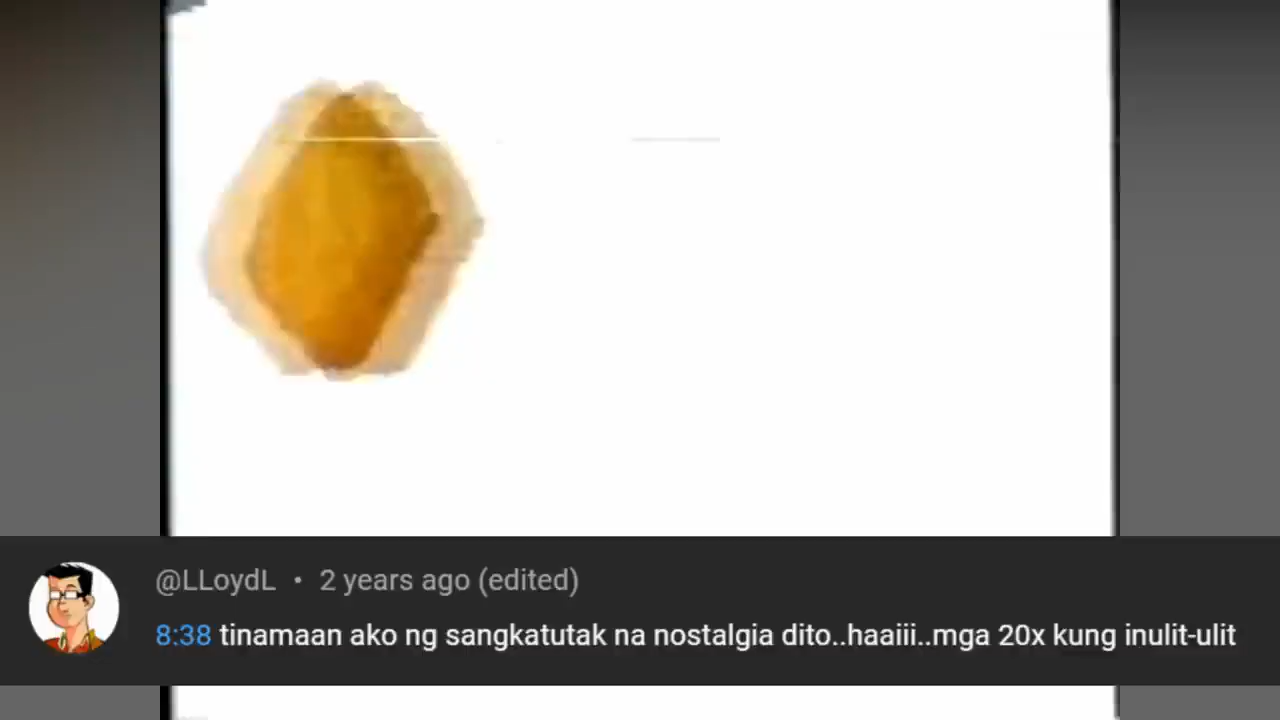 @LLoydL • 2 years ago (edited)
8:38 tinamaan ako ng sangkatutak na nostalgia dito..haaiii..mga 20x kung inulit-ulit